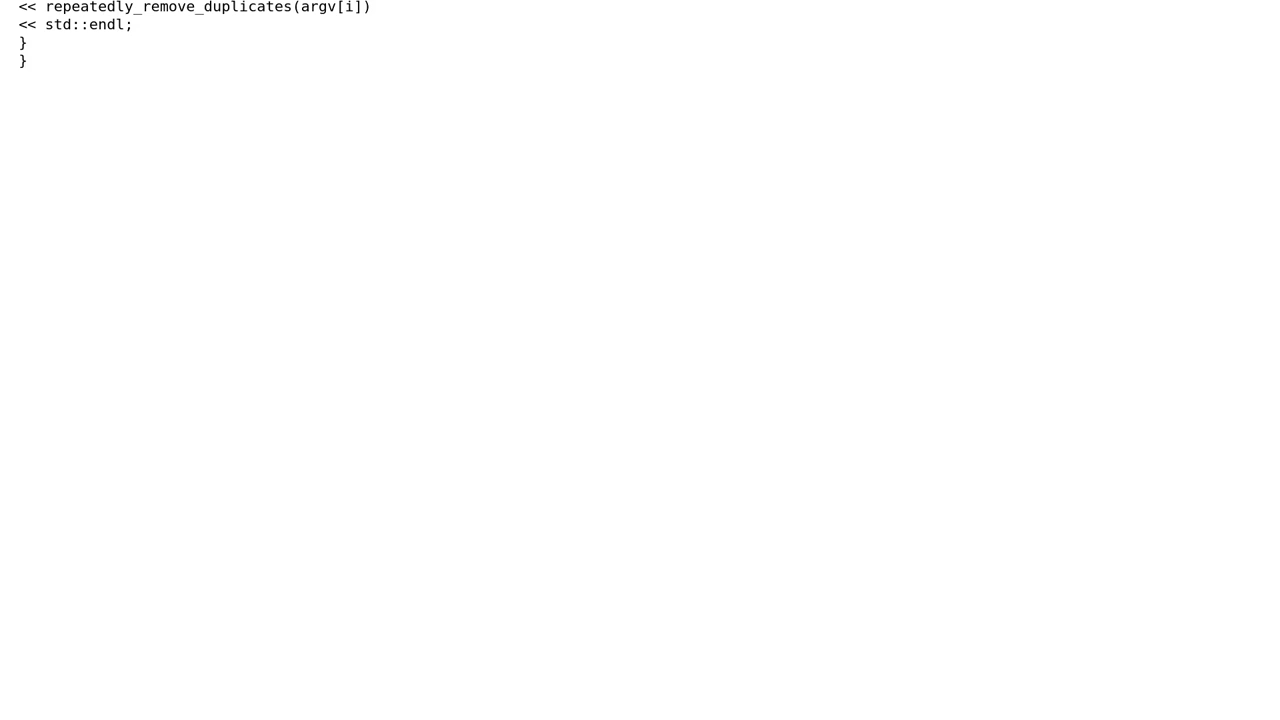 << repeatedly_remove_duplicates(argv[i])
<< std::endl;
}
}